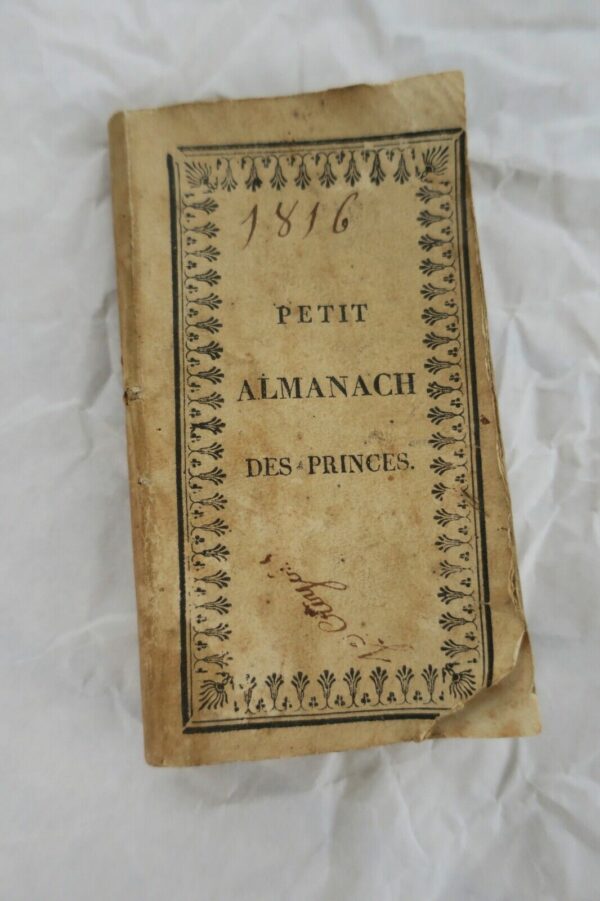 1816
PETIT
ALMANACH
DES PRINCES.